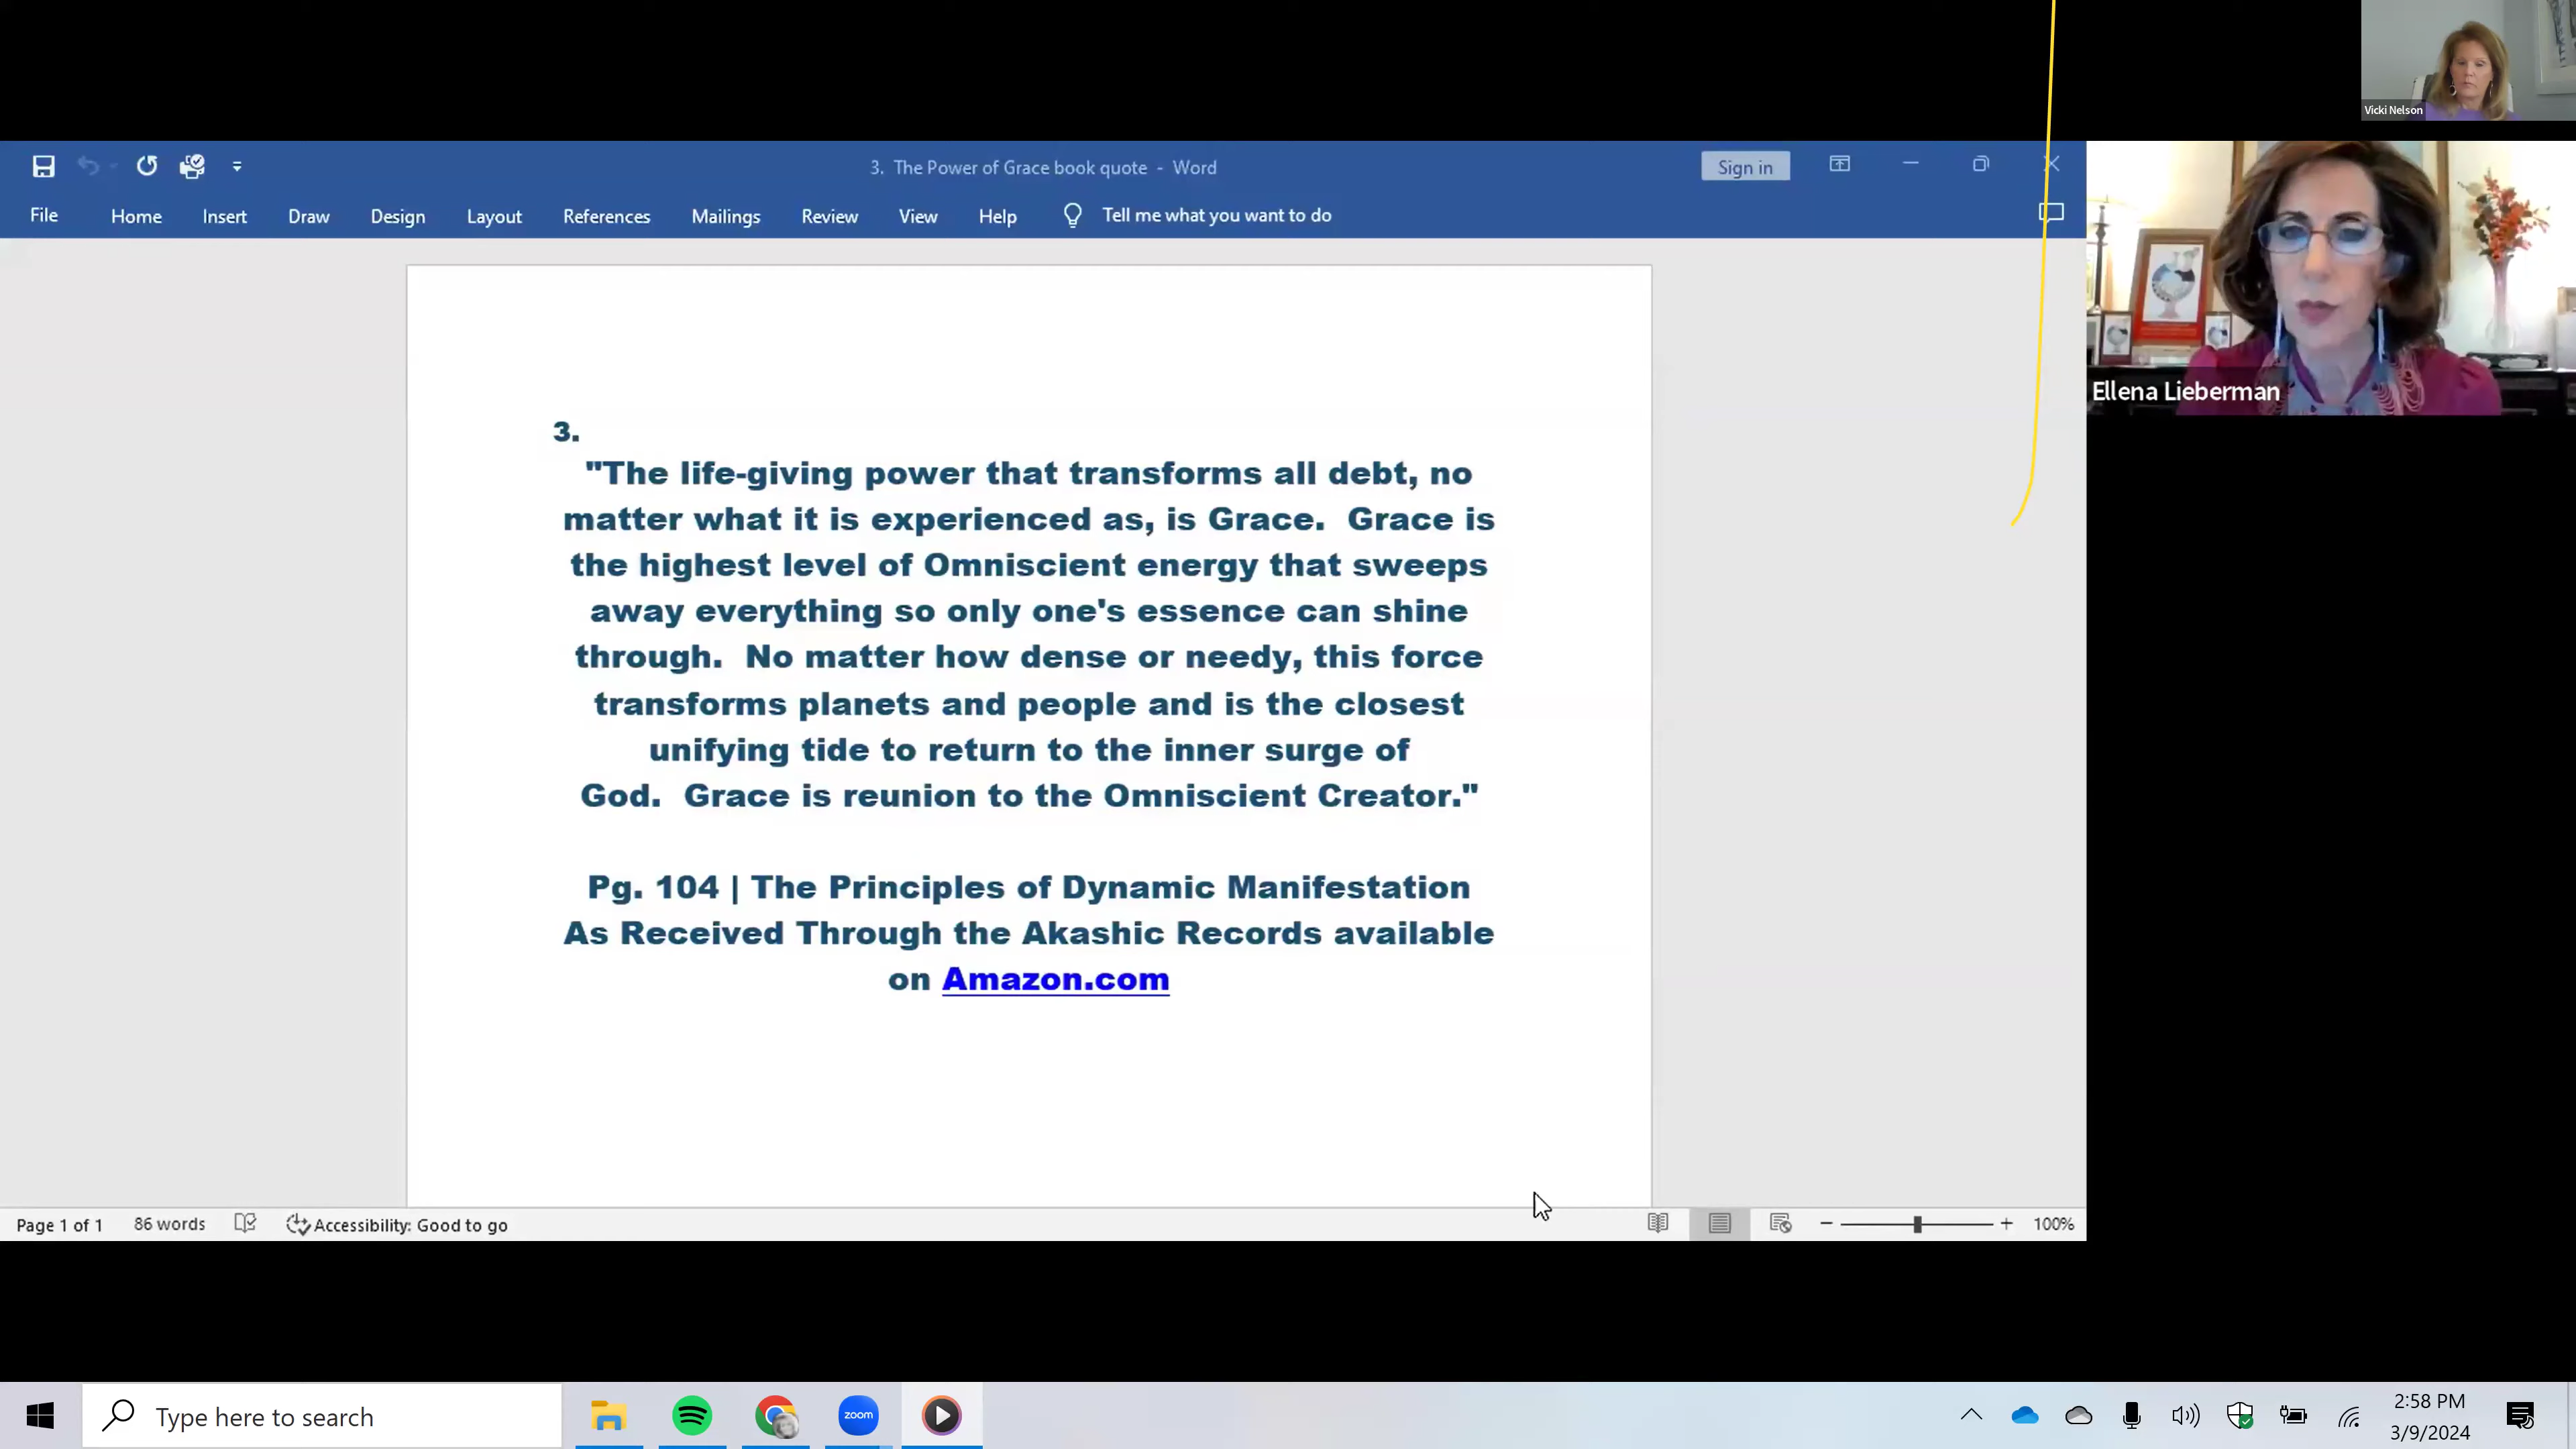 Vicki Nelson
3. The Power of Grace book quote - Word
Sign in
File Home Insert Draw Design Layout References Mailings Review View Help Tell me what you want to do
Ellena Lieberman
3.
"The life-giving power that transforms all debt, no
matter what it is experienced as, is Grace. Grace is
the highest level of Omniscient energy that sweeps
away everything so only one's essence can shine
through. No matter how dense or needy, this force
transforms planets and people and is the closest
unifying tide to return to the inner surge of
God. Grace is reunion to the Omniscient Creator."
Pg. 104 | The Principles of Dynamic Manifestation
As Received Through the Akashic Records available
on Amazon.com
Page 1 of 1 86 words Accessibility: Good to go 100%
Type here to search
zoom
2:58 PM
3/9/2024